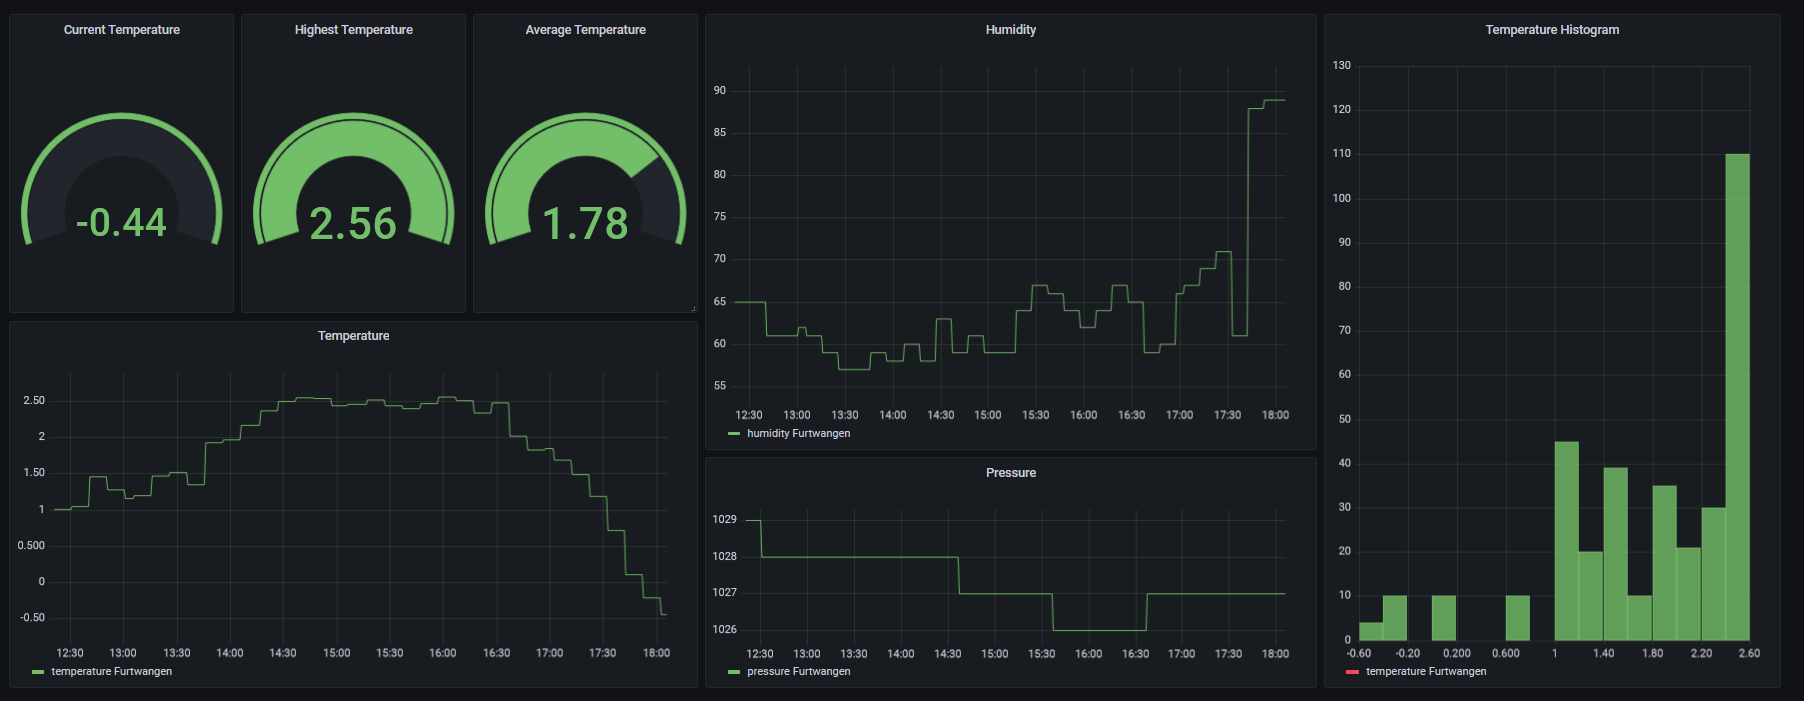 Current Temperature
-0.44
Highest Temperature
2.56
Average Temperature
1.78
Temperature
2.50
2
1.50
1
0.500
0
-0.50
12:30 13:00 13:30 14:00 14:30 15:00 15:30 16:00 16:30 17:00 17:30 18:00
temperature Furtwangen
Humidity
90
85
80
75
70
65
60
55
12:30 13:00 13:30 14:00 14:30 15:00 15:30 16:00 16:30 17:00 17:30 18:00
humidity Furtwangen
Pressure
1029
1028
1027
1026
12:30 13:00 13:30 14:00 14:30 15:00 15:30 16:00 16:30 17:00 17:30 18:00
pressure Furtwangen
Temperature Histogram
130
120
110
100
90
80
70
60
50
40
30
20
10
0
-0.60 -0.20 0.200 0.600 1 1.40 1.80 2.20 2.60
temperature Furtwangen